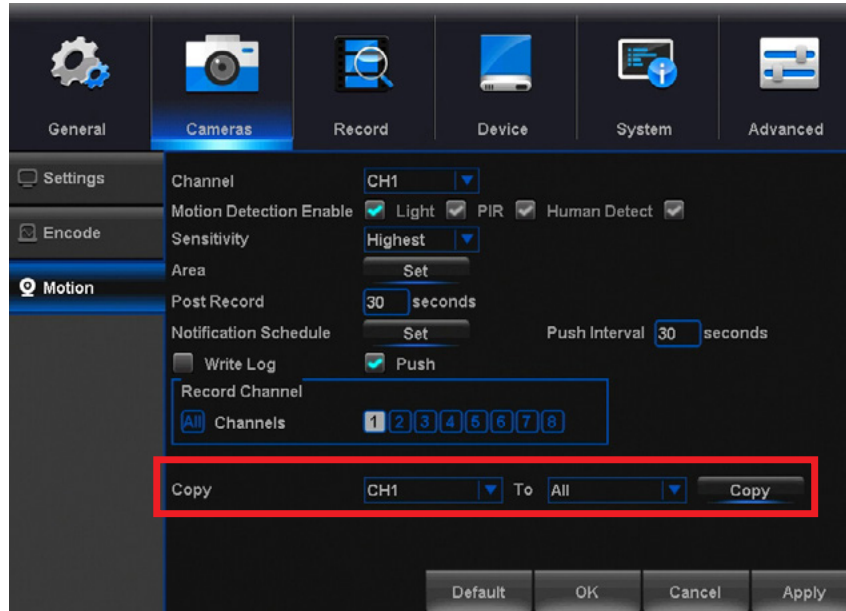 General Cameras Record Device System Advanced
Settings
Encode
Motion
Channel CH1
Motion Detection Enable Light PIR Human Detect
Sensitivity Highest
Area Set
Post Record 30 seconds
Notification Schedule Set Push Interval 30 seconds
Write Log Push
Record Channel
All Channels 1 2 3 4 5 6 7 8
Copy CH1 To All Copy
Default OK Cancel Apply